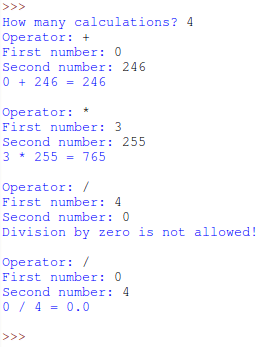 >>>
How many calculations? 4
Operator: +
First number: 0
Second number: 246
0 + 246 = 246
Operator: *
First number: 3
Second number: 255
3 * 255 = 765
Operator: /
First number: 4
Second number: 0
Division by zero is not allowed!
Operator: /
First number: 0
Second number: 4
0 / 4 = 0.0
>>>